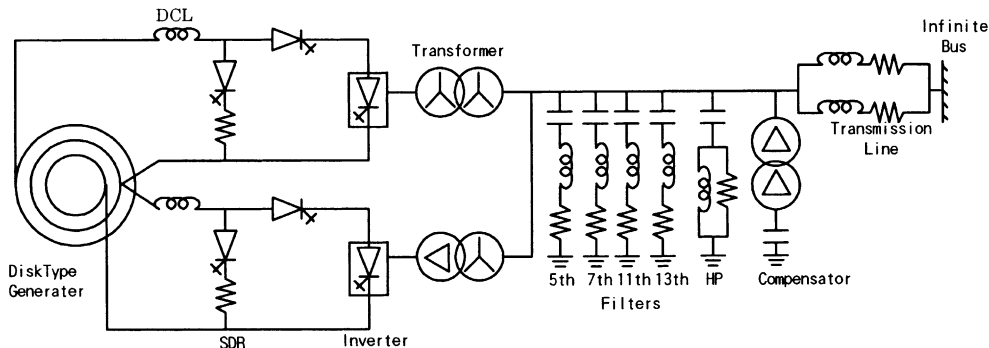 DCL
Transformer
Infinite
Bus
Transmission
Line
DiskType
Generater
SDR
Inverter
5th 7th 11th 13th HP
Filters
Compensator